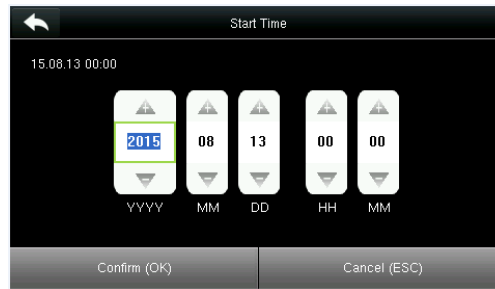 Start Time
15.08.13 00:00
2015 08 13 00 00
YYYY MM DD HH MM
Confirm (OK) Cancel (ESC)